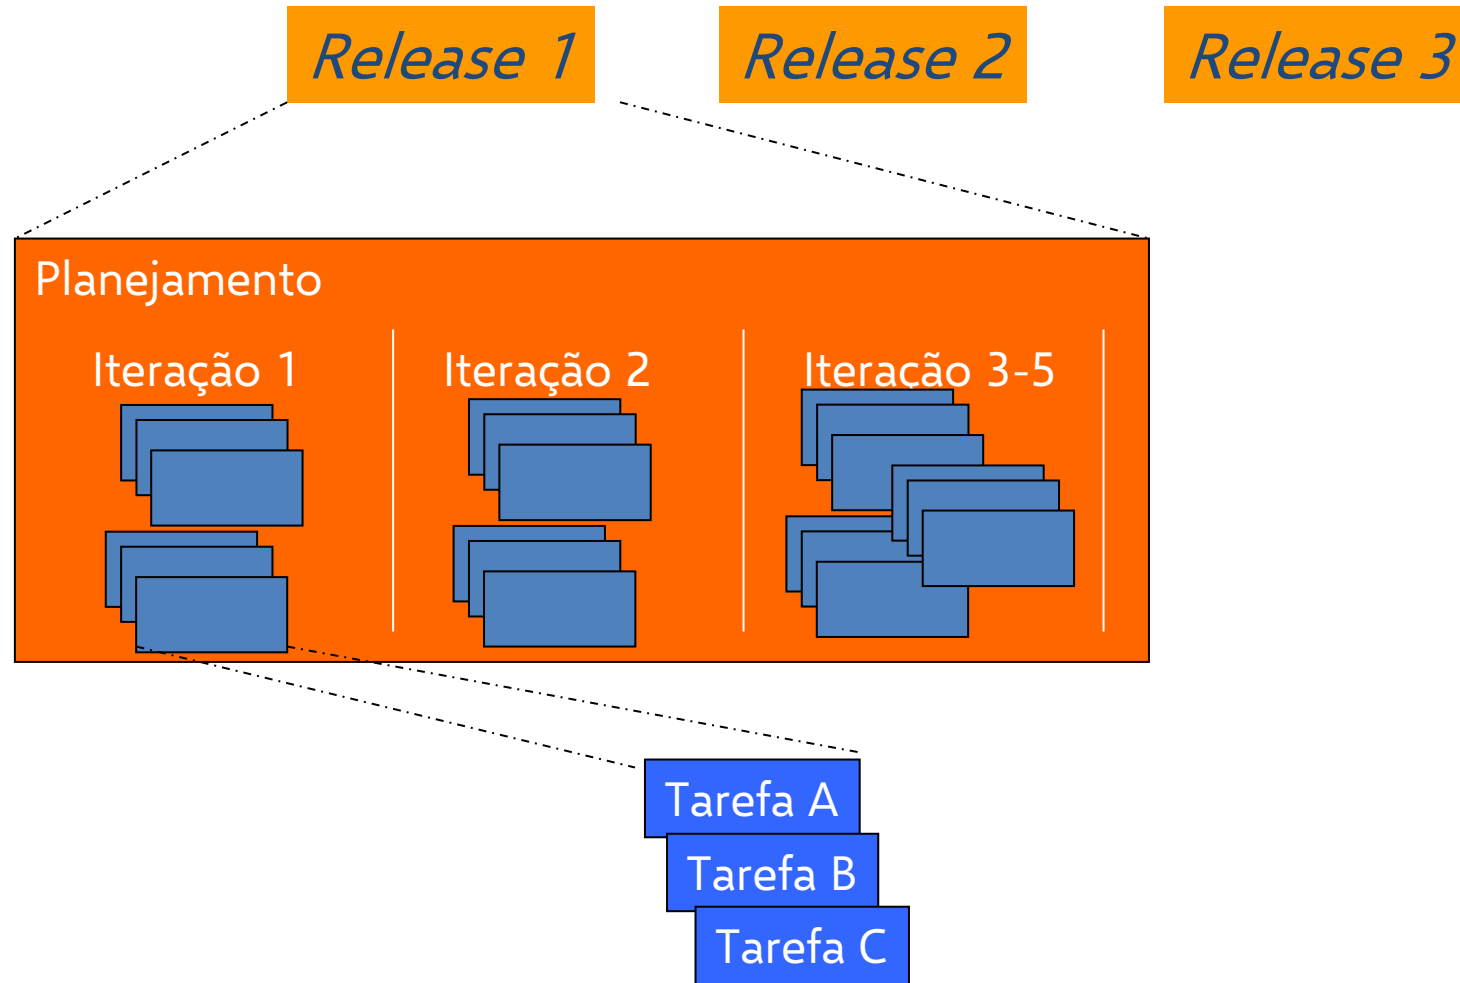 Release 1
Release 2
Release 3
Planejamento
Iteração 1
Iteração 2
Iteração 3-5
Tarefa A
Tarefa B
Tarefa C